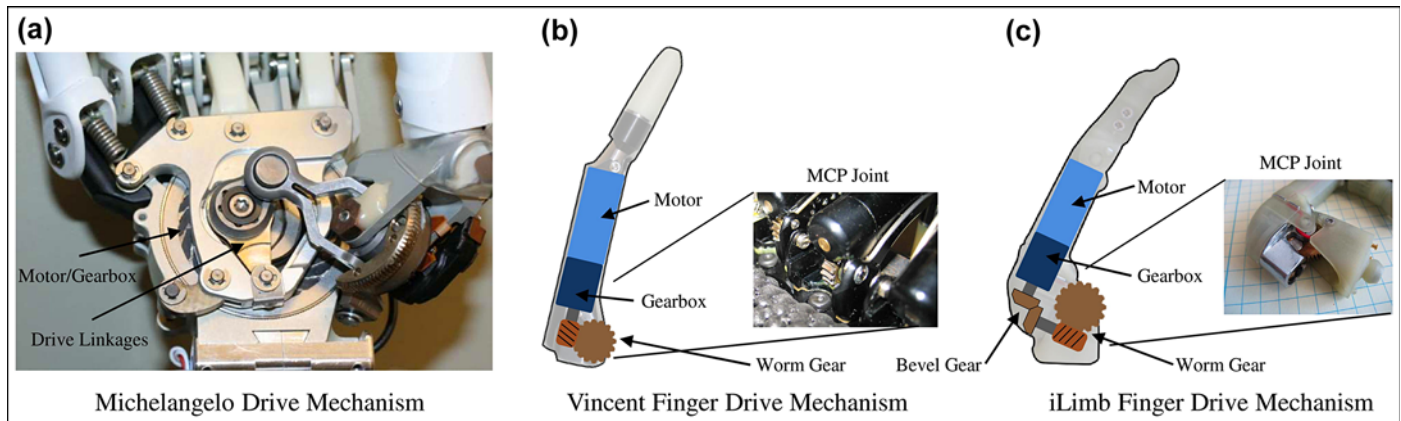 (a)
Motor/Gearbox
Drive Linkages
Michelangelo Drive Mechanism
(b)
MCP Joint
Motor
Gearbox
Worm Gear
Vincent Finger Drive Mechanism
(c)
MCP Joint
Motor
Gearbox
Bevel Gear
Worm Gear
iLimb Finger Drive Mechanism